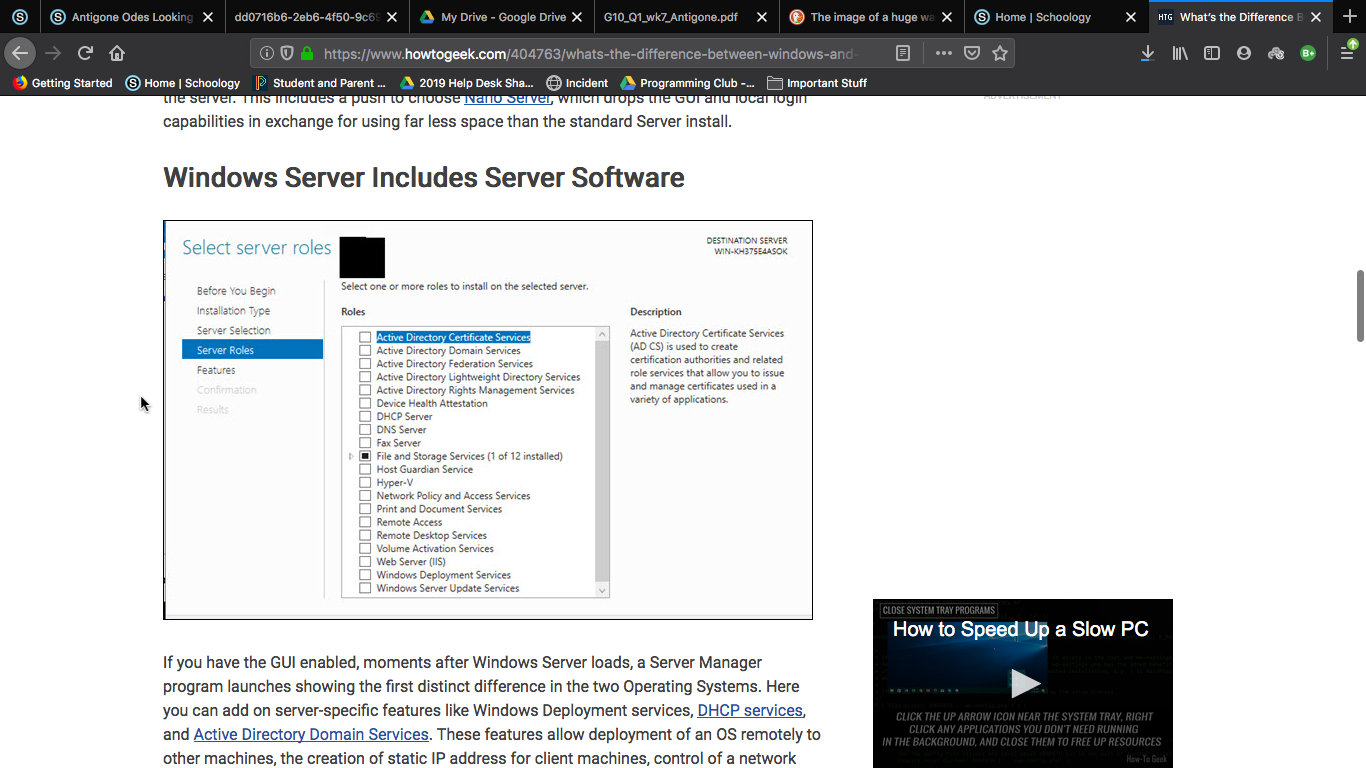 Antigone Odes Looking
dd0716b6-2eb6-4f50-9c69
My Drive - Google Drive
G10_Q1_wk7_Antigone.pdf
The image of a huge wa
Home | Schoology
HTG What's the Difference B
https://www.howtogeek.com/404763/whats-the-difference-between-windows-and-
Getting Started
Home | Schoology
Student and Parent ...
2019 Help Desk Sha...
Incident
Programming Club -...
Important Stuff
the server. This includes a push to choose Nano Server, which drops the GUI and local login
ADVERTISEMENT
capabilities in exchange for using far less space than the standard Server install.
Windows Server Includes Server Software
Select server roles
DESTINATION SERVER
WIN-KH375E4ASOK
Before You Begin
Installation Type
Server Selection
Server Roles
Features
Confirmation
Results
Select one or more roles to install on the selected server.
Roles
Active Directory Certificate Services
Active Directory Domain Services
Active Directory Federation Services
Active Directory Lightweight Directory Services
Active Directory Rights Management Services
Device Health Attestation
DHCP Server
DNS Server
Fax Server
File and Storage Services (1 of 12 installed)
Host Guardian Service
Hyper-V
Network Policy and Access Services
Print and Document Services
Remote Access
Remote Desktop Services
Volume Activation Services
Web Server (IIS)
Windows Deployment Services
Windows Server Update Services
Description
Active Directory Certificate Services
(AD CS) is used to create
certification authorities and related
role services that allow you to issue
and manage certificates used in a
variety of applications.
If you have the GUI enabled, moments after Windows Server loads, a Server Manager
program launches showing the first distinct difference in the two Operating Systems. Here
you can add on server-specific features like Windows Deployment services, DHCP services,
and Active Directory Domain Services. These features allow deployment of an OS remotely to
other machines, the creation of static IP address for client machines, control of a network
CLOSE SYSTEM TRAY PROGRAMS
How to Speed Up a Slow PC
CLICK THE UP ARROW ICON NEAR THE SYSTEM TRAY, RIGHT
CLICK ANY APPLICATIONS YOU DON'T NEED RUNNING
IN THE BACKGROUND, AND CLOSE THEM TO FREE UP RESOURCES
How-To Geek